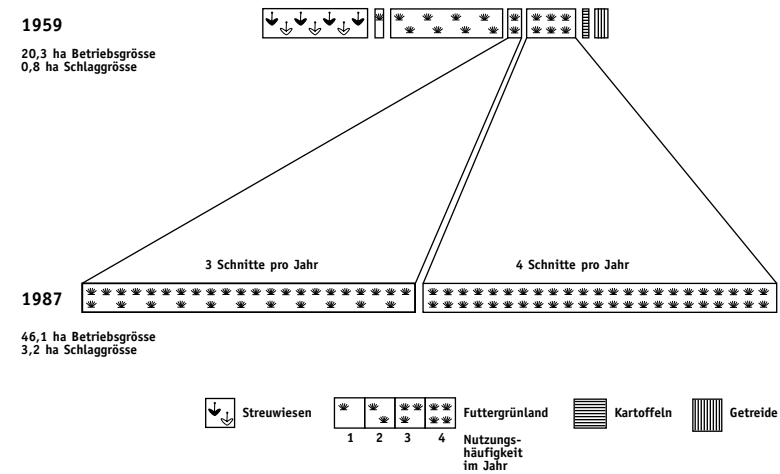 1959
20,3 ha Betriebsgrösse
0,8 ha Schlaggrösse
3 Schnitte pro Jahr
4 Schnitte pro Jahr
1987
46,1 ha Betriebsgrösse
3,2 ha Schlaggrösse
Streuwiesen
Futtergrünland
Kartoffeln
Getreide
1 2 3 4
Nutzungs-
häufigkeit
im Jahr